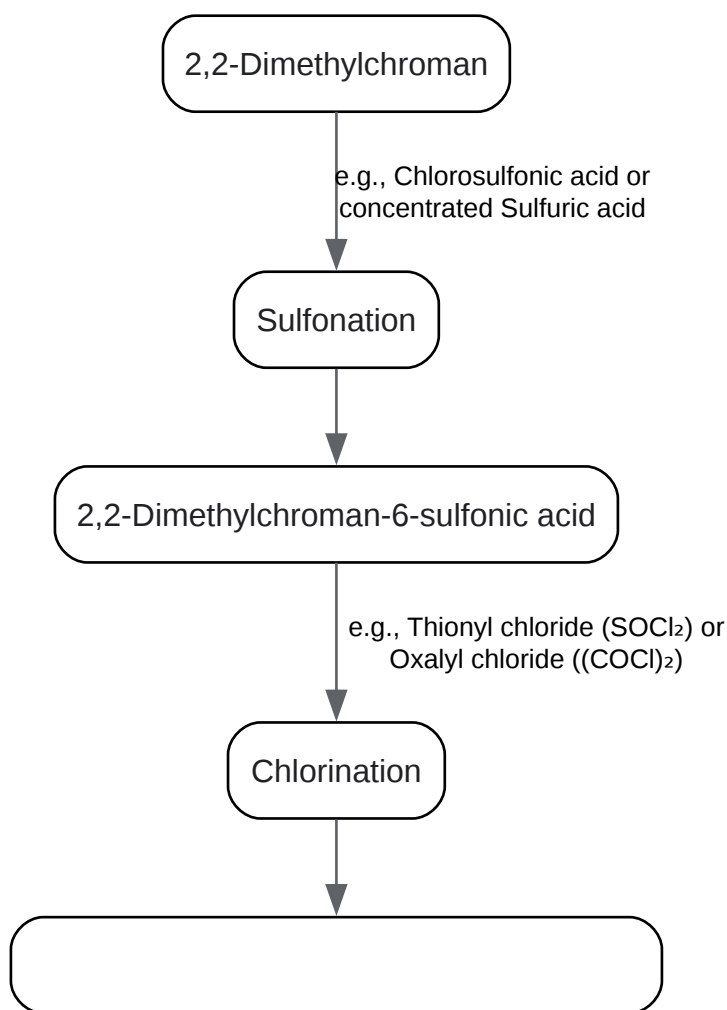 2,2-Dimethylchroman
e.g., Chlorosulfonic acid or
concentrated Sulfuric acid
Sulfonation
2,2-Dimethylchroman-6-sulfonic acid
e.g., Thionyl chloride (SOCl₂) or
Oxalyl chloride ((COCl)₂)
Chlorination